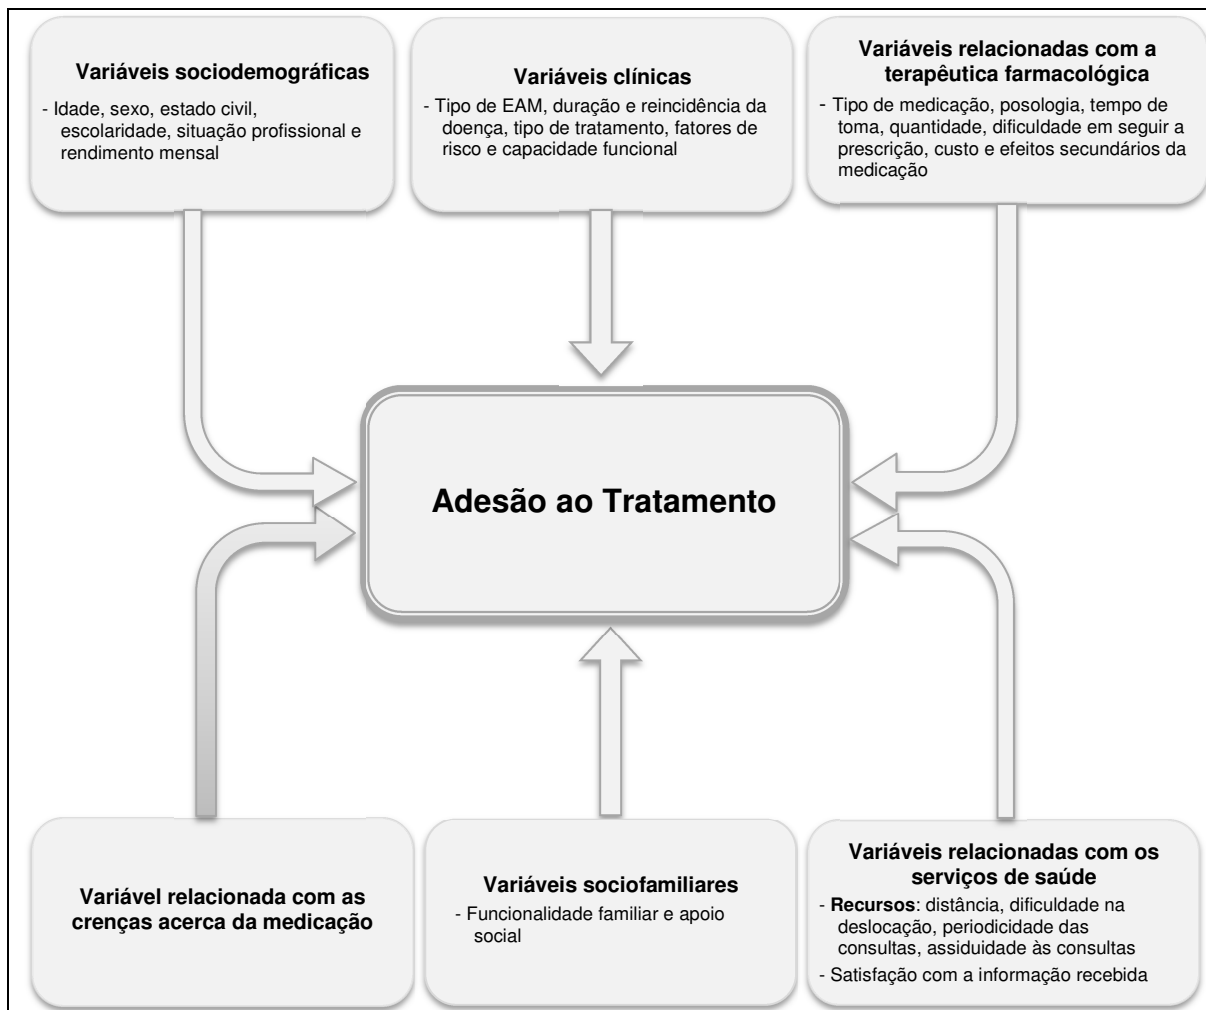 Variáveis sociodemográficas
- Idade, sexo, estado civil,
escolaridade, situação profissional e
rendimento mensal
Variáveis clínicas
- Tipo de EAM, duração e reincidência da
doença, tipo de tratamento, fatores de
risco e capacidade funcional
Variáveis relacionadas com a
terapêutica farmacológica
- Tipo de medicação, posologia, tempo de
toma, quantidade, dificuldade em seguir a
prescrição, custo e efeitos secundários da
medicação
Adesão ao Tratamento
Variável relacionada com as
crenças acerca da medicação
Variáveis sociofamiliares
- Funcionalidade familiar e apoio
social
Variáveis relacionadas com os
serviços de saúde
- Recursos: distância, dificuldade na
deslocação, periodicidade das
consultas, assiduidade às consultas
- Satisfação com a informação recebida